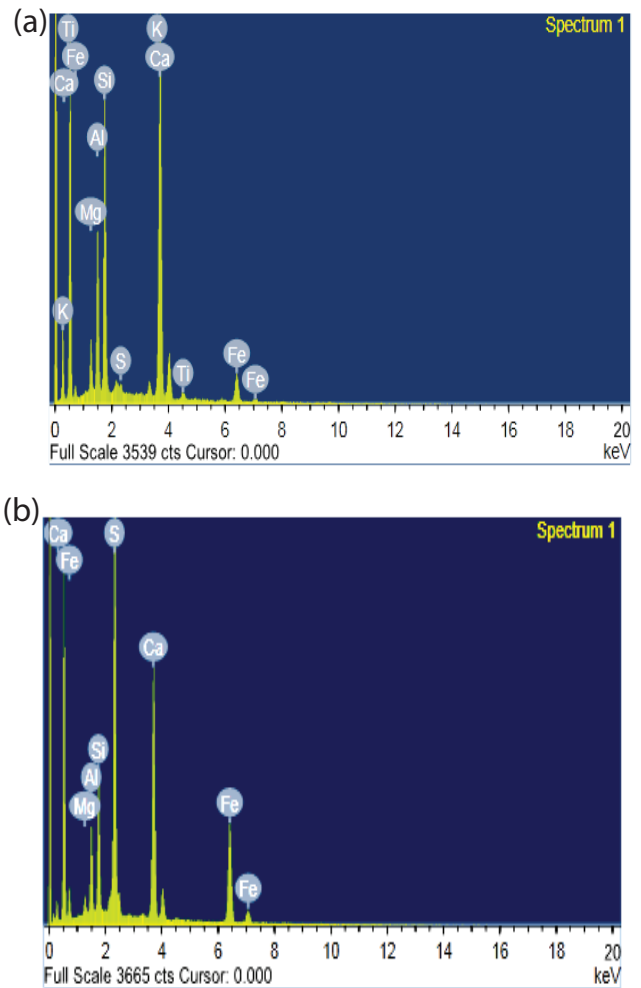 (a)
Spectrum 1
Ti K
Fe Ca
Ca Si
Al
Mg
K
S Fe
Ti Fe
0 2 4 6 8 10 12 14 16 18 20
Full Scale 3539 cts Cursor: 0.000 keV
(b)
Spectrum 1
Ca S
Fe
Ca
Si
Al
Mg Fe
Fe
0 2 4 6 8 10 12 14 16 18 20
Full Scale 3665 cts Cursor: 0.000 keV